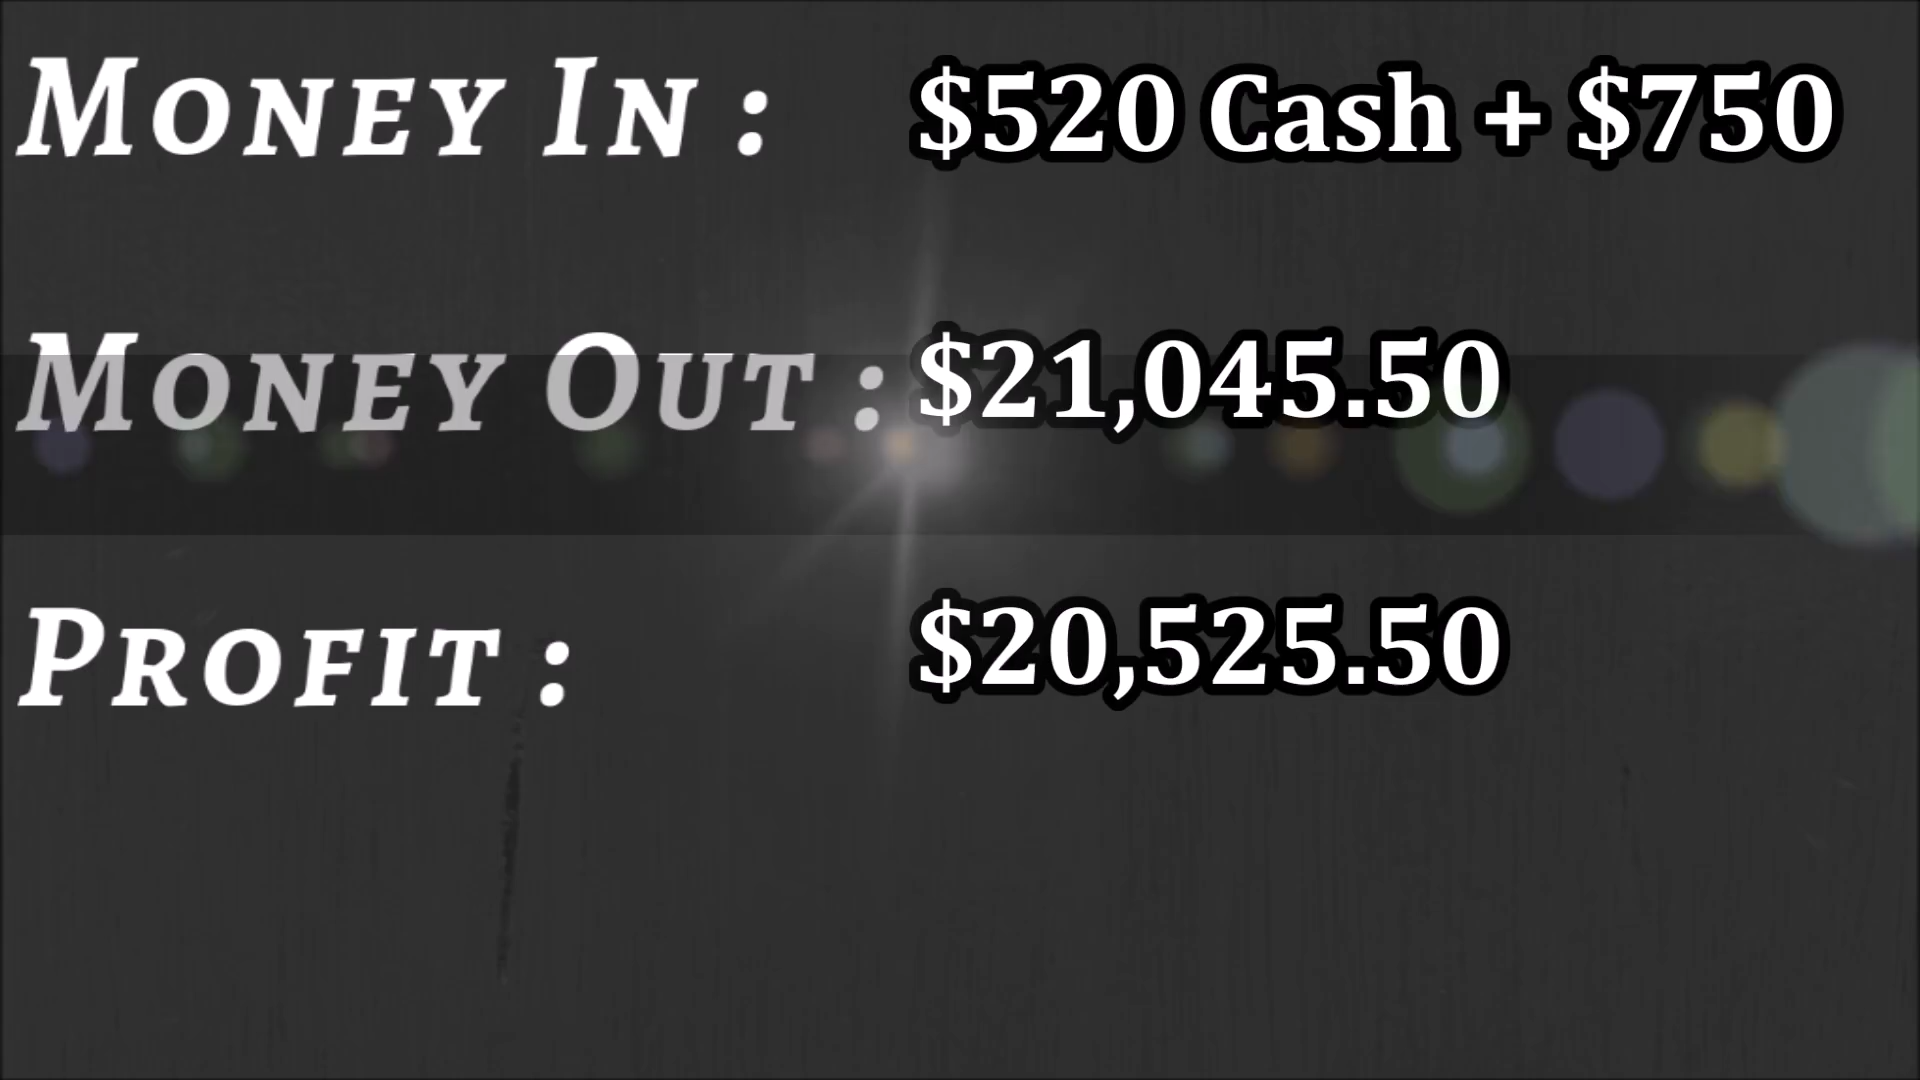 Money In : $520 Cash + $750
Money Out : $21,045.50
Profit : $20,525.50